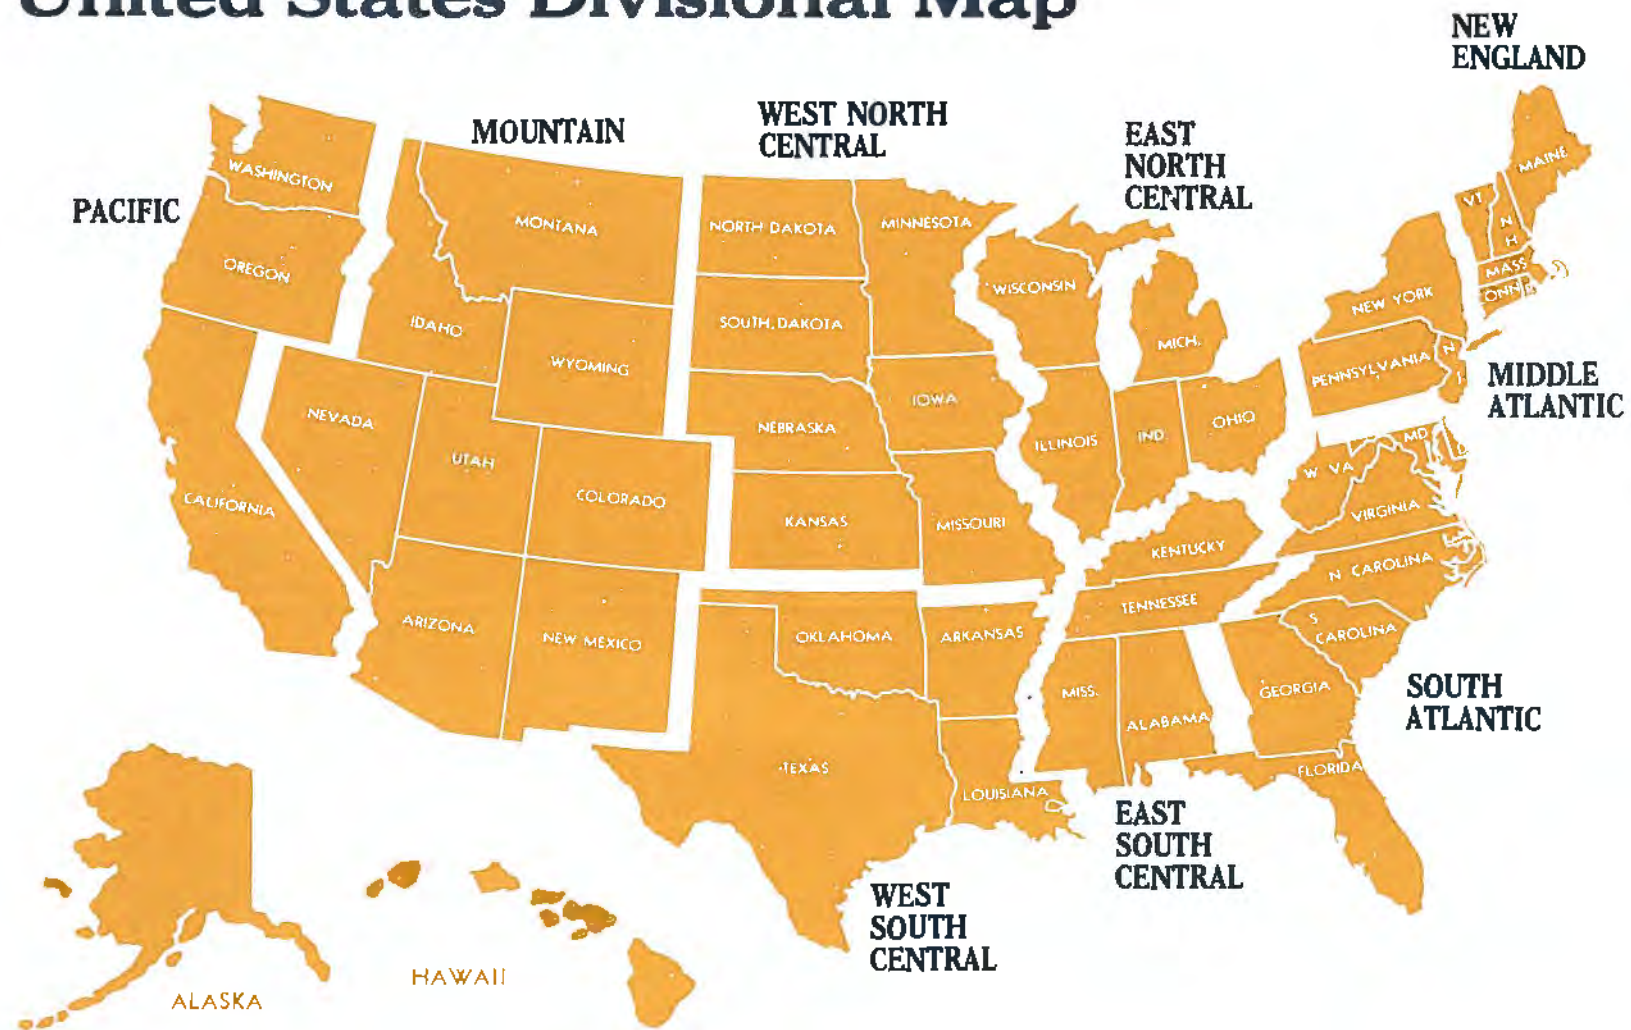 United States Divisional Map
NEW
ENGLAND
MOUNTAIN
WEST NORTH
CENTRAL
EAST
NORTH
CENTRAL
PACIFIC
WASHINGTON
OREGON
MONTANA
IDAHO
WYOMING
NORTH DAKOTA
MINNESOTA
SOUTH DAKOTA
WISCONSIN
MICH.
NEW YORK
VT
N
H
MAINE
MASS
CONN
PENNSYLVANIA
N
J
MIDDLE
ATLANTIC
NEVADA
UTAH
COLORADO
CALIFORNIA
NEBRASKA
IOWA
ILLINOIS
IND.
OHIO
KANSAS
MISSOURI
W VA
MD
D
VIRGINIA
KENTUCKY
N CAROLINA
TENNESSEE
ARIZONA
NEW MEXICO
OKLAHOMA
ARKANSAS
S
CAROLINA
MISS.
ALABAMA
GEORGIA
SOUTH
ATLANTIC
TEXAS
LOUISIANA
FLORIDA
EAST
SOUTH
CENTRAL
WEST
SOUTH
CENTRAL
HAWAII
ALASKA